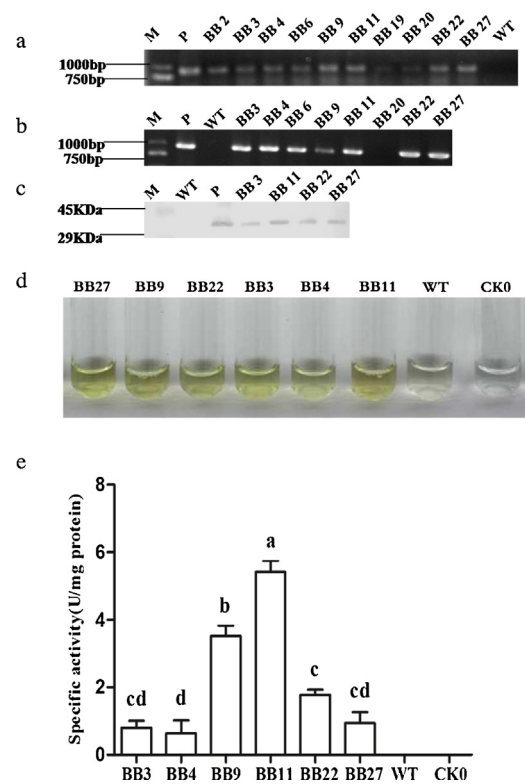 a
M P BB 2 BB 3 BB 4 BB6 BB 9 BB 11 BB 19 BB 20 BB 22 BB 27 WT
1000bp
750bp
b
M P WT BB3 BB 4 BB 6 BB 9 BB 11 BB 20 BB 22 BB 27
1000bp
750bp
c
M WT P BB 3 BB 11 BB 22 BB 27
45KDa
29KDa
d
BB27 BB9 BB22 BB3 BB4 BB11 WT CK0
e
Specific activity(U/mg protein)
8
6
4
2
0
cd d b a c cd
BB3 BB4 BB9 BB11 BB22 BB27 WT CK0